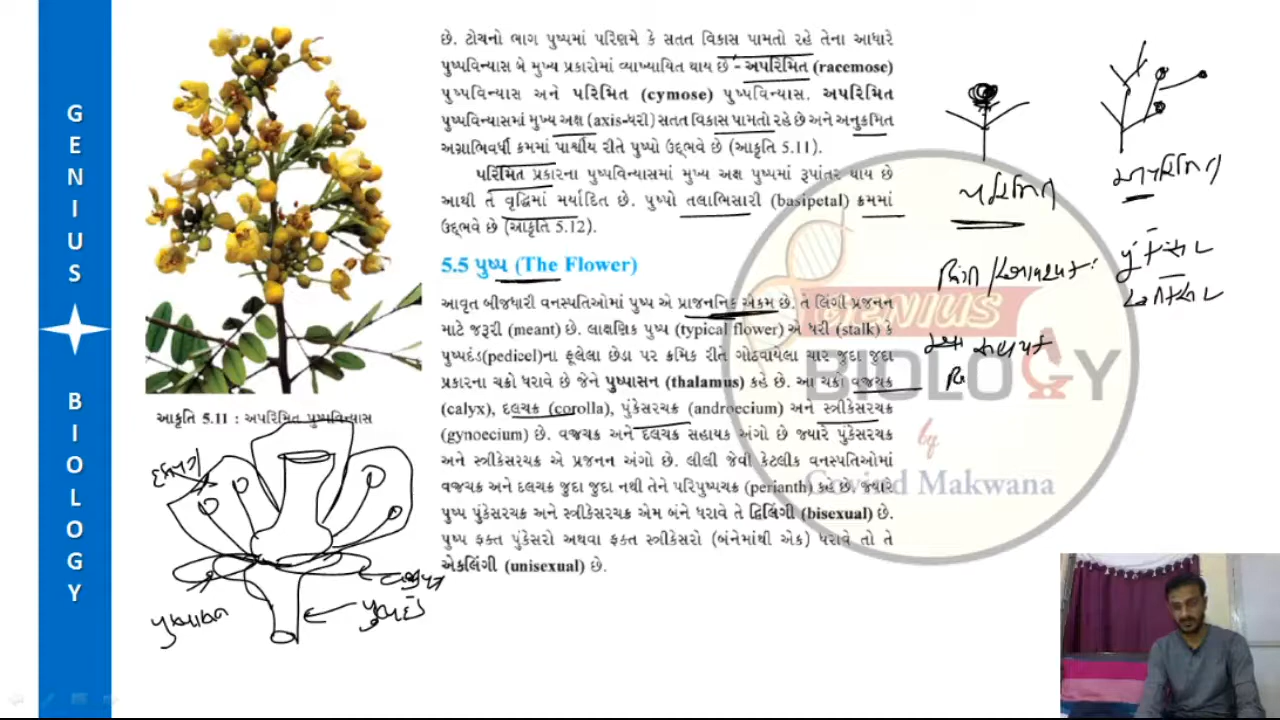 GENIUS
BIOLOGY
છે. ટોચનો ભાગ પુષ્પમાં પરિણમે કે સતત વિકાસ પામતો રહે તેના આધારે
પુષ્પવિન્યાસ બે મુખ્ય પ્રકારોમાં વ્યાખ્યાયિત થાય છે - અપરિમિત (racemose)
પુષ્પવિન્યાસ અને પરિમિત (cymose) પુષ્પવિન્યાસ. અપરિમિત
પુષ્પવિન્યાસમાં મુખ્ય અક્ષ (axis-ધરી) સતત વિકાસ પામતો રહે છે અને અનુક્રમિત
અગ્રાભિવર્ધી ક્રમમાં પાર્શ્વીય રીતે પુષ્પો ઉદ્ભવે છે (આકૃતિ 5.11).
પરિમિત પ્રકારના પુષ્પવિન્યાસમાં મુખ્ય અક્ષ પુષ્પમાં રૂપાંતર થાય છે
આથી તે વૃદ્ધિમાં મર્યાદિત છે. પુષ્પો તલાભિસારી (basipetal) ક્રમમાં
ઉદ્ભવે છે (આકૃતિ 5.12).
5.5 પુષ્પ (The Flower)
આવૃત બીજધારી વનસ્પતિઓમાં પુષ્પ એ પ્રાજનનિક એકમ છે. તે લિંગી પ્રજનન
માટે જરૂરી (meant) છે. લાક્ષણિક પુષ્પ (typical flower) એ ધરી (stalk) કે
પુષ્પદંડ(pedicel)ના ફૂલેલા છેડા પર ક્રમિક રીતે ગોઠવાયેલા ચાર જુદા જુદા
પ્રકારના ચક્રો ધરાવે છે જેને પુષ્પાસન (thalamus) કહે છે. આ ચક્રો વજ્રચક્ર
(calyx), દલચક્ર (corolla), પુંકેસરચક્ર (androecium) અને સ્ત્રીકેસરચક્ર
(gynoecium) છે. વજ્રચક્ર અને દલચક્ર સહાયક અંગો છે જ્યારે પુંકેસરચક્ર
અને સ્ત્રીકેસરચક્ર એ પ્રજનન અંગો છે. લીલી જેવી કેટલીક વનસ્પતિઓમાં
વજ્રચક્ર અને દલચક્ર જુદા જુદા નથી તેને પરિપુષ્પચક્ર (perianth) કહે છે. જ્યારે
પુષ્પ પુંકેસરચક્ર અને સ્ત્રીકેસરચક્ર એમ બંને ધરાવે તે દ્વિલિંગી (bisexual) છે.
પુષ્પ ફક્ત પુંકેસરો અથવા ફક્ત સ્ત્રીકેસરો (બંનેમાંથી એક) ધરાવે તો તે
એકલિંગી (unisexual) છે.
આકૃતિ 5.11 : અપરિમિત પુષ્પવિન્યાસ
પરિમિત
અપરિમિત
GENIUS
BIOLOGY
by
Govind Makwana